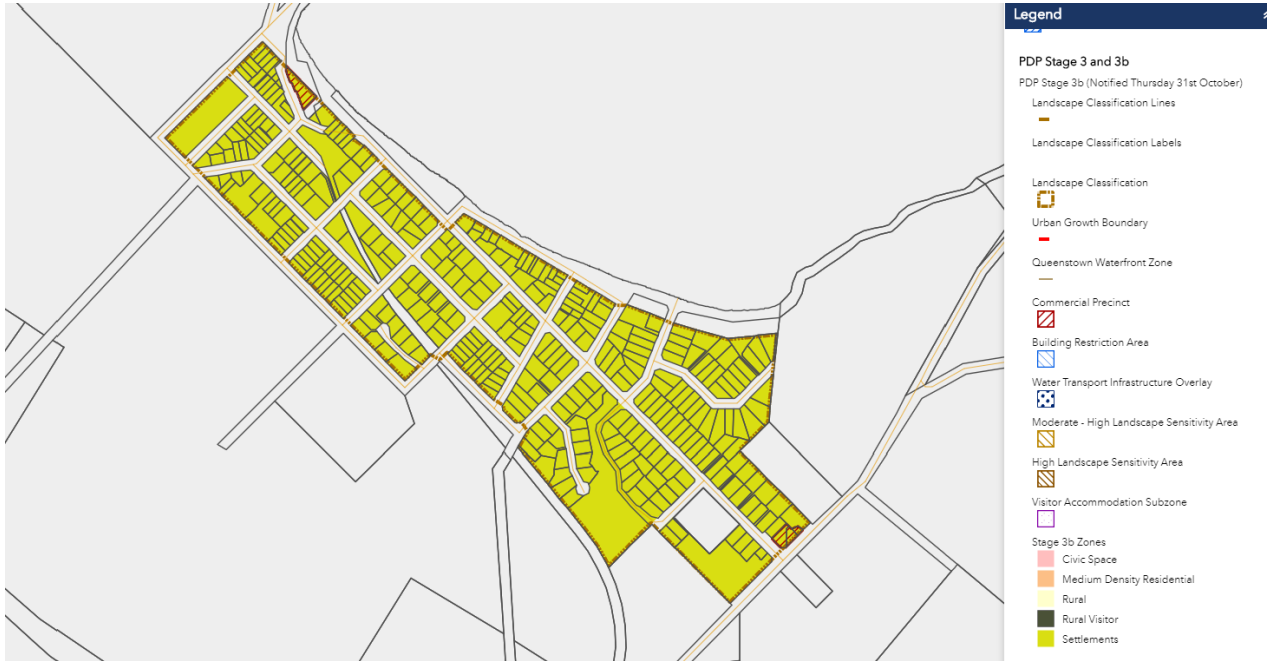 Legend
PDP Stage 3 and 3b
PDP Stage 3b (Notified Thursday 31st October)
Landscape Classification Lines
Landscape Classification Labels
Landscape Classification
Urban Growth Boundary
Queenstown Waterfront Zone
Commercial Precinct
Building Restriction Area
Water Transport Infrastructure Overlay
Moderate - High Landscape Sensitivity Area
High Landscape Sensitivity Area
Visitor Accommodation Subzone
Stage 3b Zones
Civic Space
Medium Density Residential
Rural
Rural Visitor
Settlements